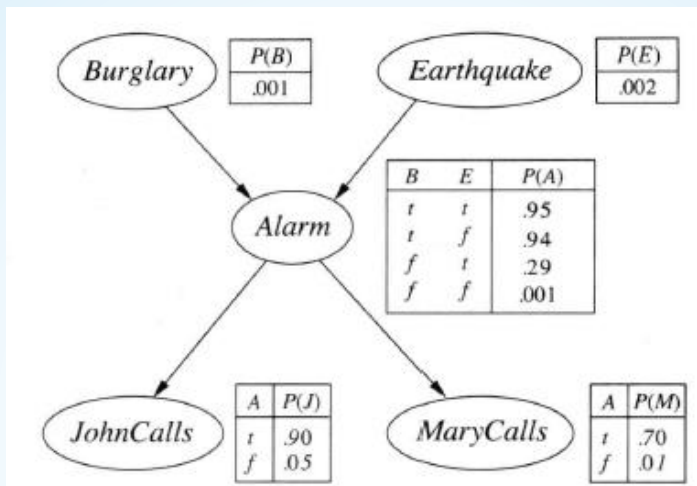 Burglary
P(B)
.001
Earthquake
P(E)
.002
Alarm
B E P(A)
t t .95
t f .94
f t .29
f f .001
JohnCalls
A P(J)
t .90
f .05
MaryCalls
A P(M)
t .70
f .01